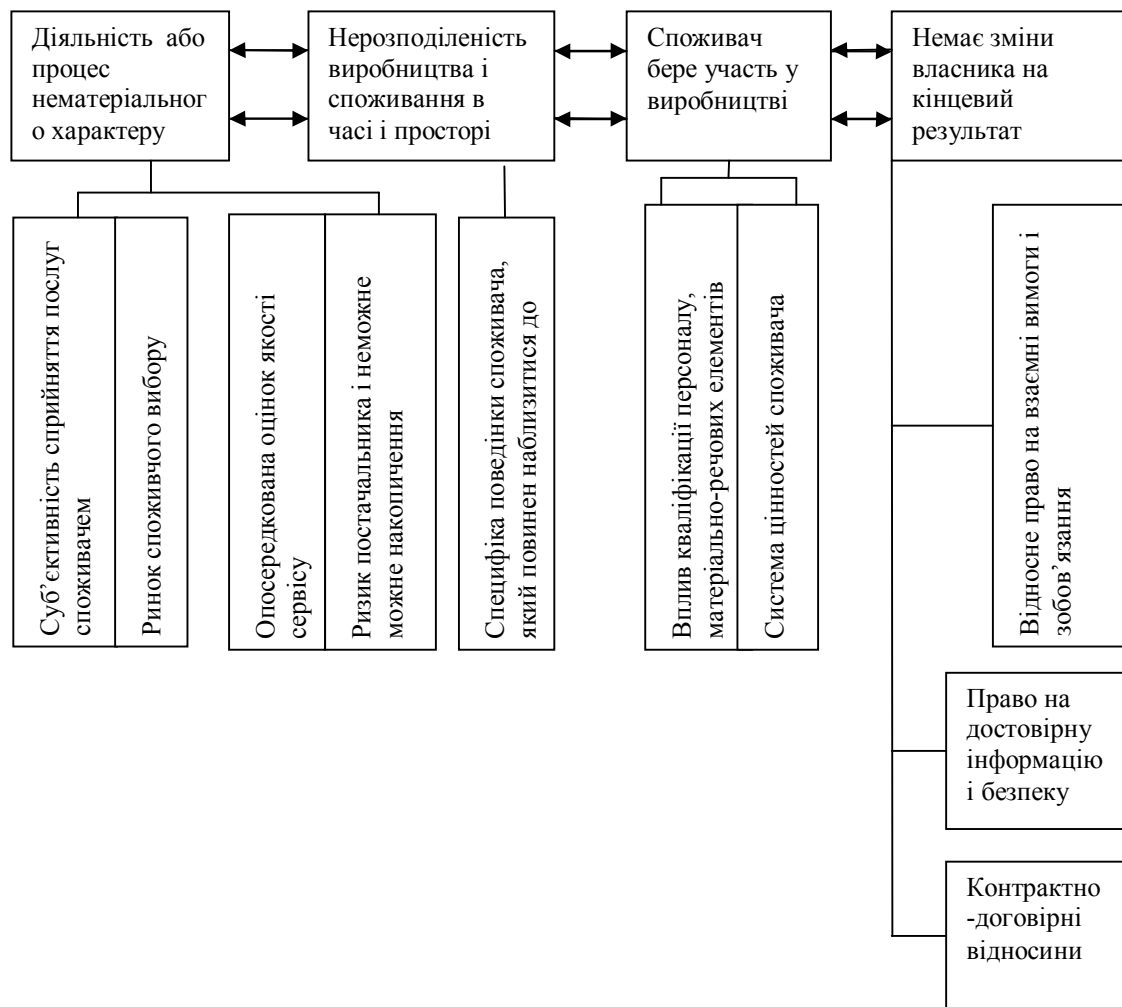 Діяльність або
процес
нематеріальног
о характеру
Нерозподіленість
виробництва і
споживання в
часі і просторі
Споживач
бере участь у
виробництві
Немає зміни
власника на
кінцевий
результат
Суб’єктивність сприйняття послуг
споживачем
Ринок споживчого вибору
Опосередкована оцінок якості
сервісу
Ризик постачальника і неможне
можне накопичення
Специфіка поведінки споживача,
який повинен наблизитися до
Вплив кваліфікації персоналу,
матеріально-речових елементів
Система цінностей споживача
Відносне право на взаємні вимоги і
зобов’язання
Право на
достовірну
інформацію
і безпеку
Контрактно
-договірні
відносини